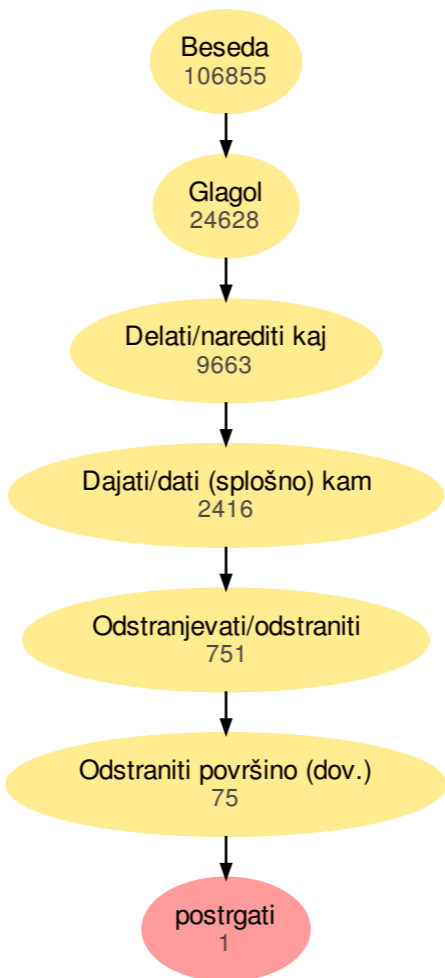 Beseda
106855
Glagol
24628
Delati/narediti kaj
9663
Dajati/dati (splošno) kam
2416
Odstranjevati/odstraniti
751
Odstraniti površino (dov.)
75
postrgati
1